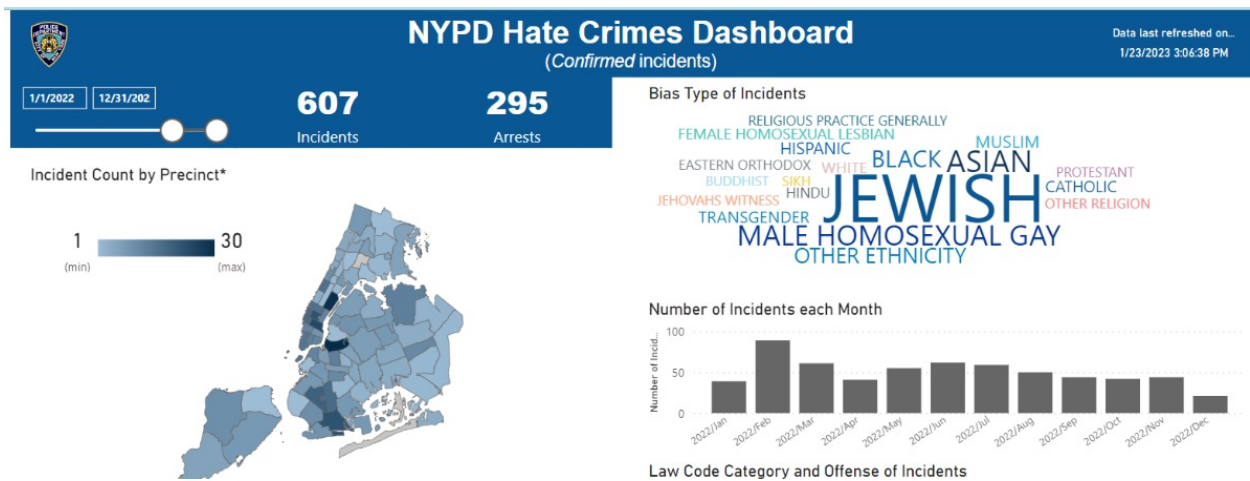 NYPD Hate Crimes Dashboard
(Confirmed incidents)
Data last refreshed on...
1/23/2023 3:06:38 PM
1/1/2022
12/31/202
607
Incidents
295
Arrests
Incident Count by Precinct*
1
(min)
30
(max)
Bias Type of Incidents
RELIGIOUS PRACTICE GENERALLY
FEMALE HOMOSEXUAL LESBIAN
MUSLIM
HISPANIC
EASTERN ORTHODOX
WHITE
BLACK
ASIAN
PROTESTANT
BUDDHIST
SIKH
JEWISH
CATHOLIC
JEHOVAHS WITNESS
HINDU
OTHER RELIGION
TRANSGENDER
MALE HOMOSEXUAL GAY
OTHER ETHNICITY
Number of Incidents each Month
Number of Incid...
100
50
0
2022/Jan
2022/Feb
2022/Mar
2022/Apr
2022/May
2022/Jun
2022/Jul
2022/Aug
2022/Sep
2022/Oct
2022/Nov
2022/Dec
Law Code Category and Offense of Incidents